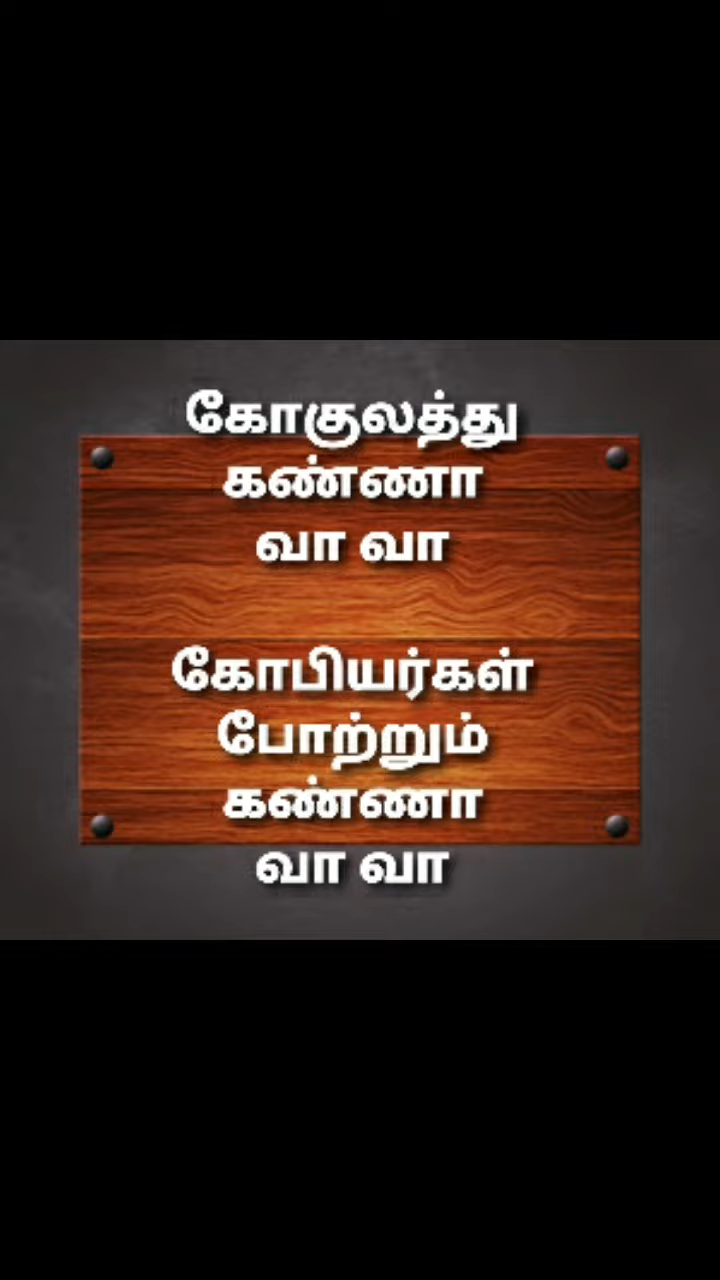 கோகுலத்து
கண்ணா
வா வா
கோபியர்கள்
போற்றும்
கண்ணா
வா வா